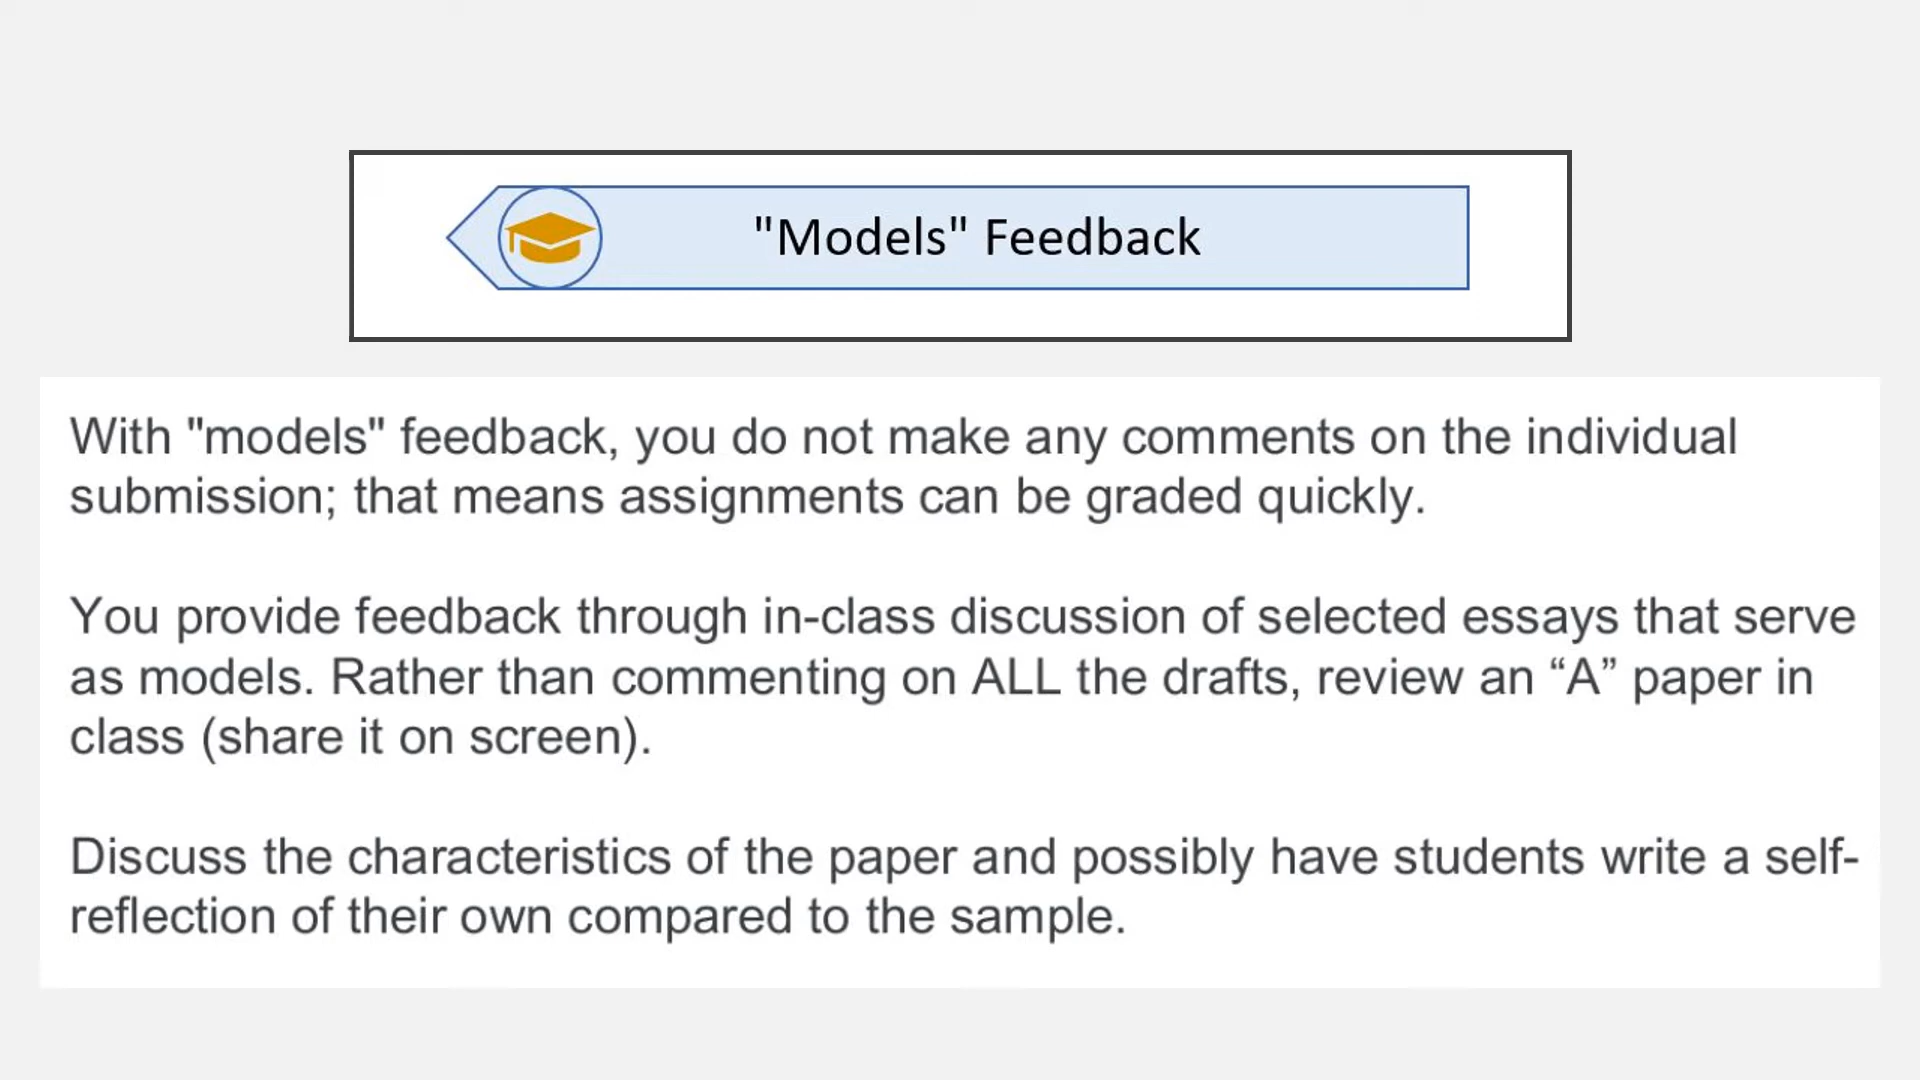 "Models" Feedback
With "models" feedback, you do not make any comments on the individual
submission; that means assignments can be graded quickly.
You provide feedback through in-class discussion of selected essays that serve
as models. Rather than commenting on ALL the drafts, review an “A” paper in
class (share it on screen).
Discuss the characteristics of the paper and possibly have students write a self-
reflection of their own compared to the sample.